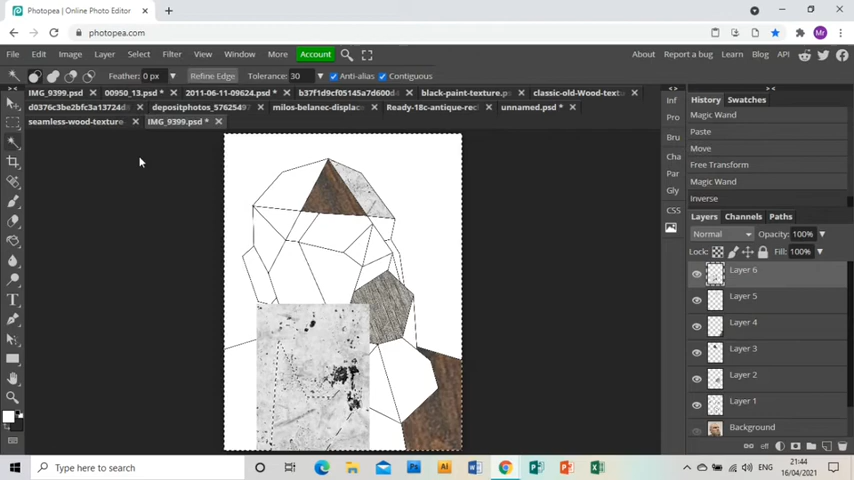 Photopea | Online Photo Editor
photopea.com
Mr
File Edit Image Layer Select Filter View Window More Account About Report a bug Learn Blog API
Feather: 0 px Refine Edge Tolerance: 30 Anti-alias Contiguous
IMG_9399.psd 00950_13.psd * 2011-06-11-09624.psd * b37f1d9cf05145a7d600 black-paint-texture.p classic-old-Wood-tex
d0376c3be2bfc3a13724d depositphotos_5762549 milos-belanec-displac Ready-18c-antique-rec unnamed.psd *
seamless-wood-texture IMG_9399.psd *
Inf
Pro
Bru
Cha
Par
Gly
CSS
History Swatches
Magic Wand
Paste
Move
Free Transform
Magic Wand
Inverse
Layers Channels Paths
Normal Opacity: 100%
Lock: Fill: 100%
Layer 6
Layer 5
Layer 4
Layer 3
Layer 2
Layer 1
Background
eff
Type here to search
ENG
21:44
16/04/2021